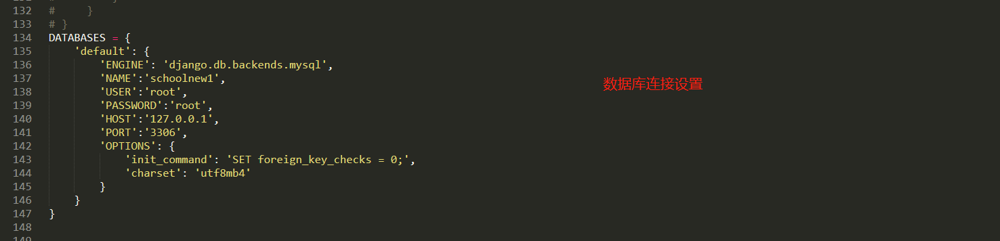 132 #     }
133 # }
134 DATABASES = {
135     'default': {
136         'ENGINE': 'django.db.backends.mysql',
137         'NAME':'schoolnew1',
数据库连接设置
138         'USER':'root',
139         'PASSWORD':'root',
140         'HOST':'127.0.0.1',
141         'PORT':'3306',
142         'OPTIONS': {
143             'init_command': 'SET foreign_key_checks = 0;',
144             'charset': 'utf8mb4'
145         }
146     }
147 }
148